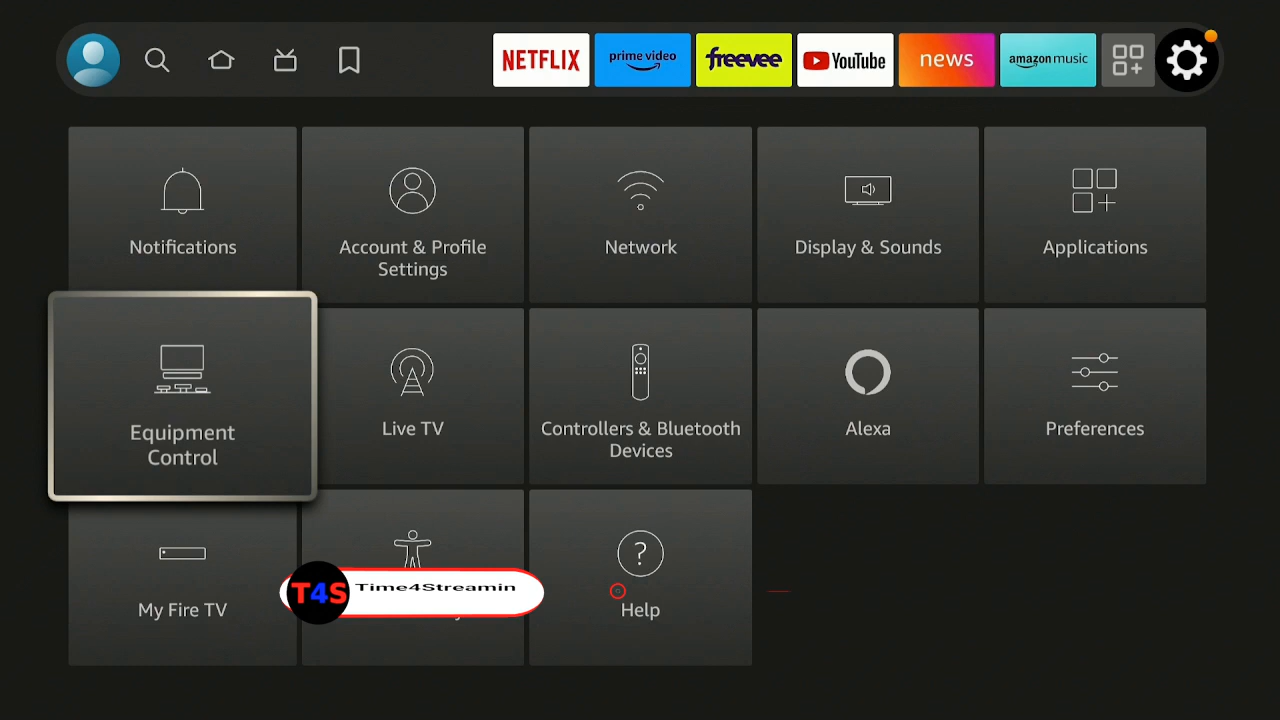 NETFLIX
prime video
freevee
YouTube
news
amazon music
Notifications
Account & Profile
Settings
Network
Display & Sounds
Applications
Equipment
Control
Live TV
Controllers & Bluetooth
Devices
Alexa
Preferences
My Fire TV
T4S
Time4Streamin
?
Help